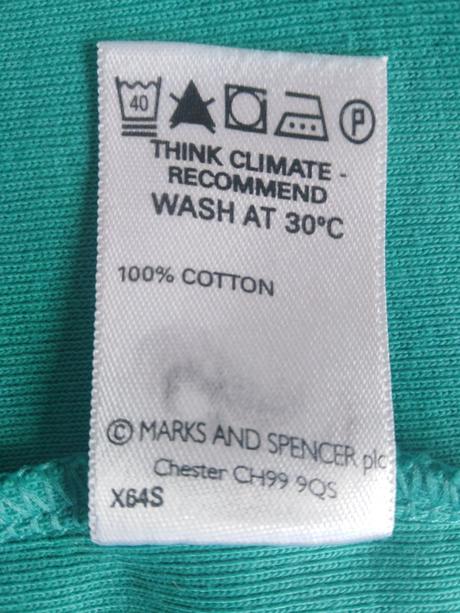 40
P
THINK CLIMATE -
RECOMMEND
WASH AT 30°C
100% COTTON
© MARKS AND SPENCER plc
Chester CH99 9QS
X64S